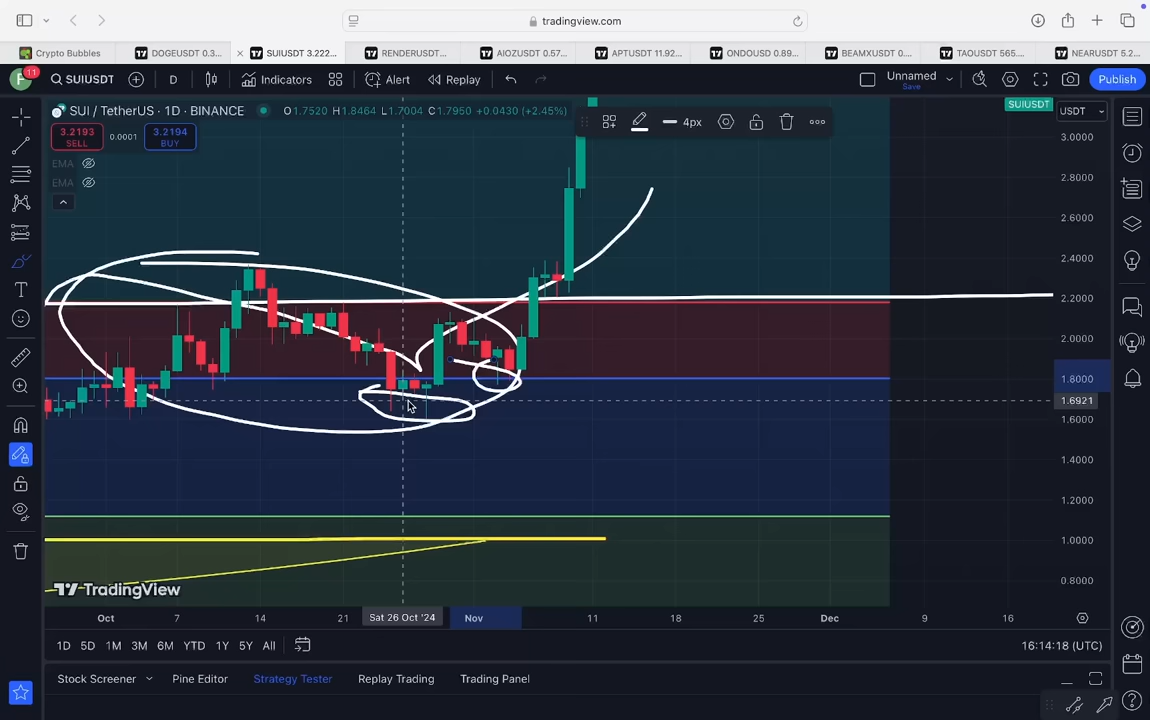 tradingview.com
Crypto Bubbles
DOGEUSDT 0.3...
SUIUSDT 3.222...
RENDERUSDT...
AIOZUSDT 0.57...
APTUSDT 11.92...
ONDOUSD 0.89...
BEAMXUSDT 0....
TAOUSDT 565....
NEARUSDT 5.2...
F
11
SUIUSDT
D
Indicators
Alert
Replay
Unnamed
Save
Publish
SUI / TetherUS · 1D · BINANCE
O1.7520 H1.8464 L1.7004 C1.7950 +0.0430 (+2.45%)
SUIUSDT
USDT
3.2193
SELL
0.0001
3.2194
BUY
4px
EMA
EMA
3.0000
2.8000
2.6000
2.4000
2.2000
2.0000
1.8000
1.6921
1.6000
1.4000
1.2000
1.0000
0.8000
TradingView
Oct
7
14
21
Sat 26 Oct '24
Nov
11
18
25
Dec
9
16
1D
5D
1M
3M
6M
YTD
1Y
5Y
All
16:14:18 (UTC)
Stock Screener
Pine Editor
Strategy Tester
Replay Trading
Trading Panel